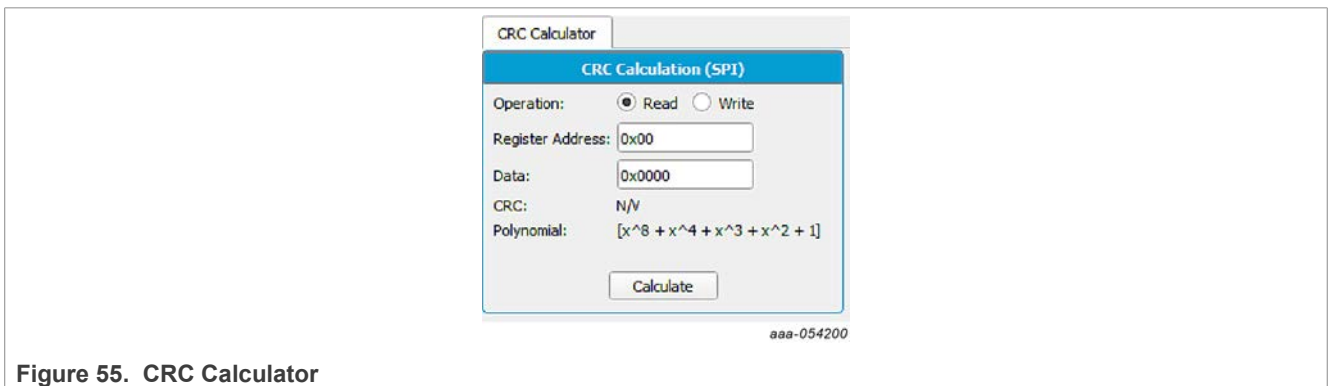 CRC Calculator
CRC Calculation (SPI)
Operation: Read Write
Register Address: 0x00
Data: 0x0000
CRC: N/V
Polynomial: [x^8 + x^4 + x^3 + x^2 + 1]
Calculate
aaa-054200
Figure 55. CRC Calculator